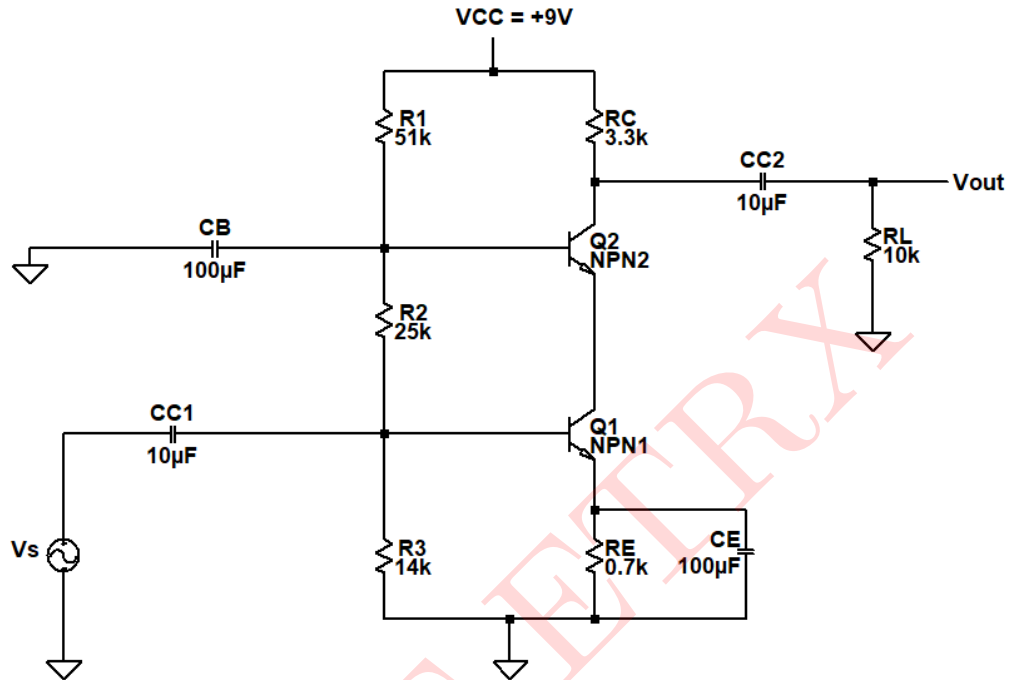 VCC = +9V
R1
51k
RC
3.3k
CC2
10µF
Vout
CB
100µF
Q2
NPN2
RL
10k
R2
25k
CC1
10µF
Q1
NPN1
Vs
R3
14k
RE
0.7k
CE
100µF
ETRX